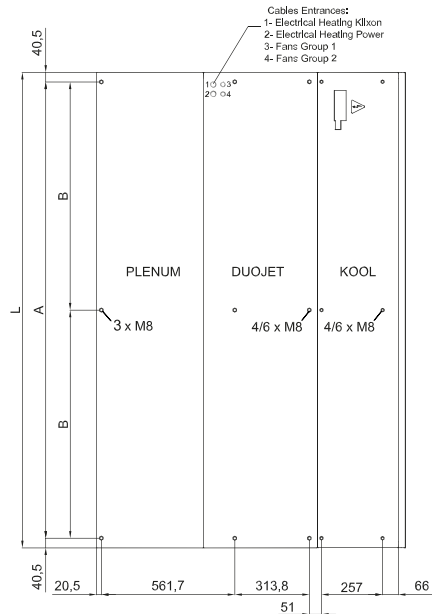 Cables Entrances:
1- Electrical Heating Klixon
2- Electrical Heating Power
3- Fans Group 1
4- Fans Group 2
40,5
1 3
2 4
B
PLENUM DUOJET KOOL
L
A
3 x M8
4/6 x M8
4/6 x M8
B
40,5
20,5 561,7 313,8 257 66
51